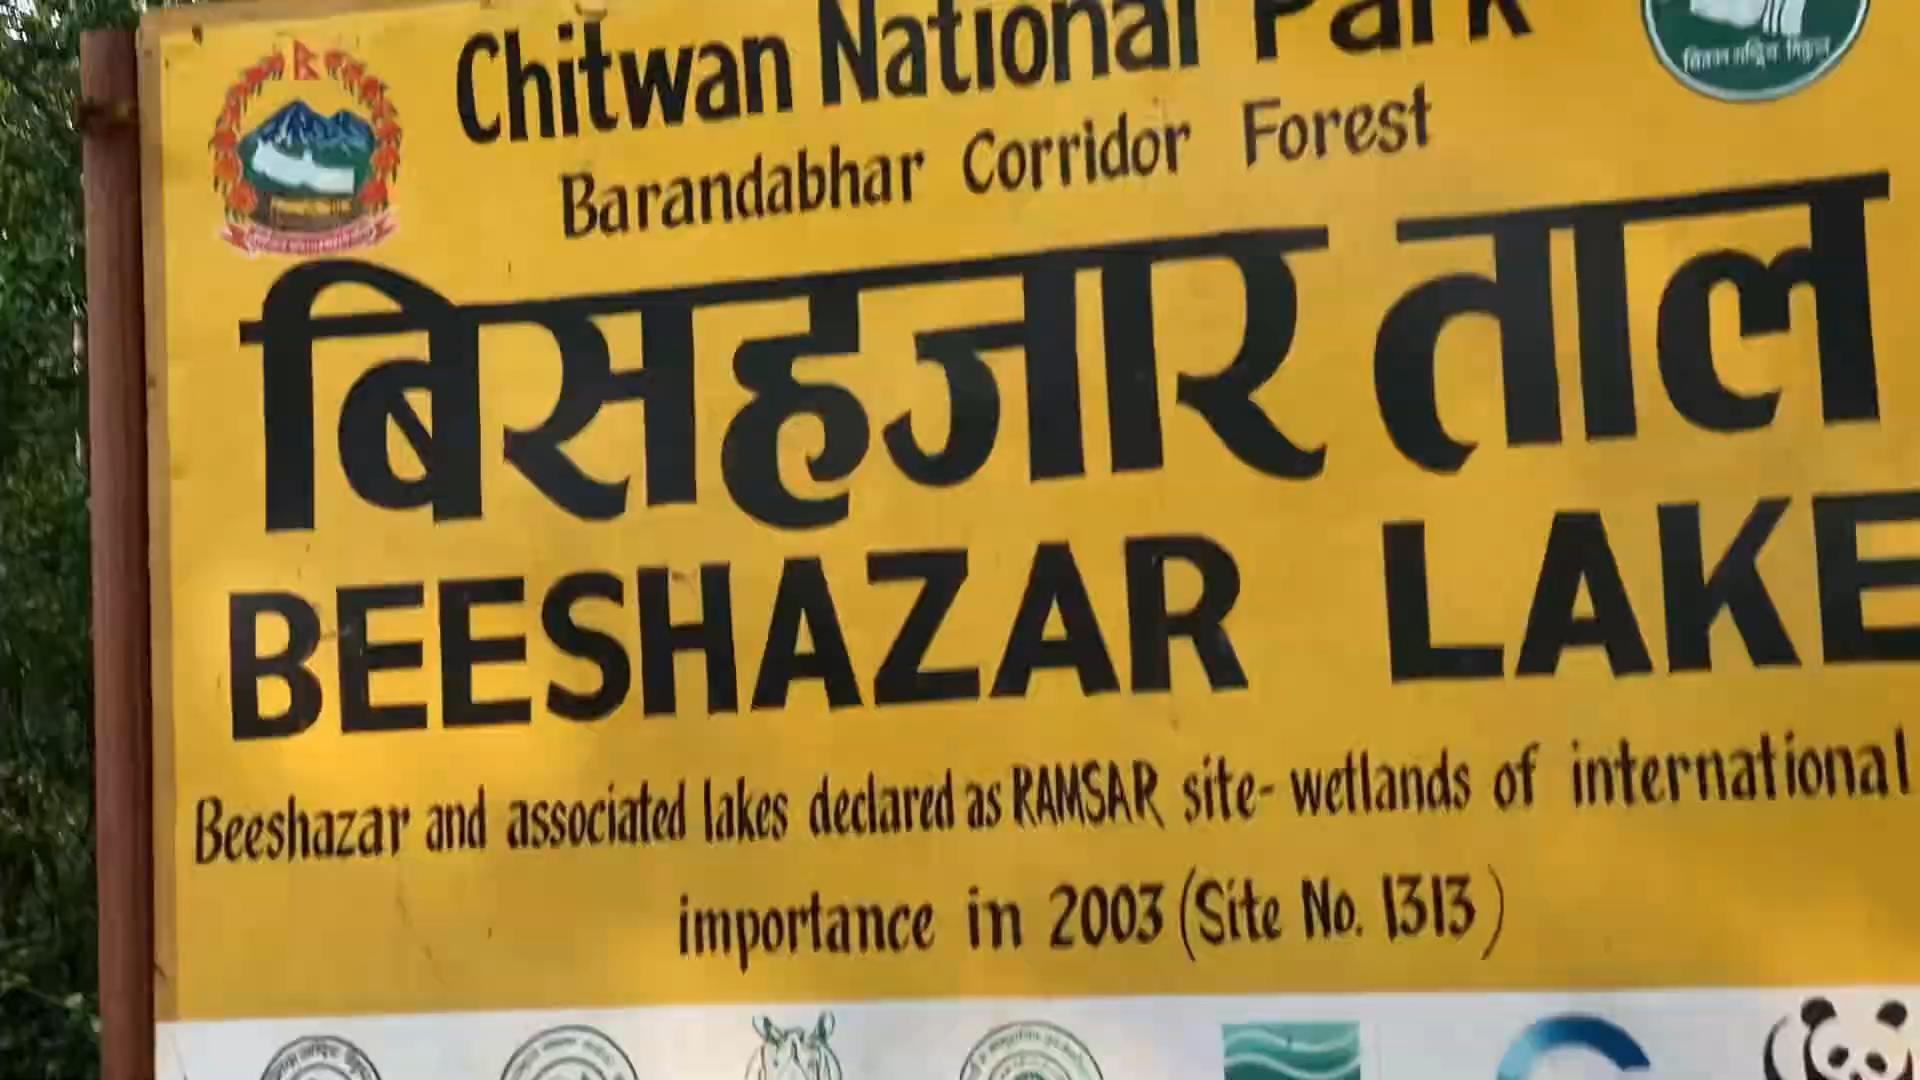 Chitwan National Park
Barandabhar Corridor Forest
बिसहजार ताल
BEESHAZAR LAKE
Beeshazar and associated lakes declared as RAMSAR site-wetlands of international
importance in 2003 (Site No. 1313)